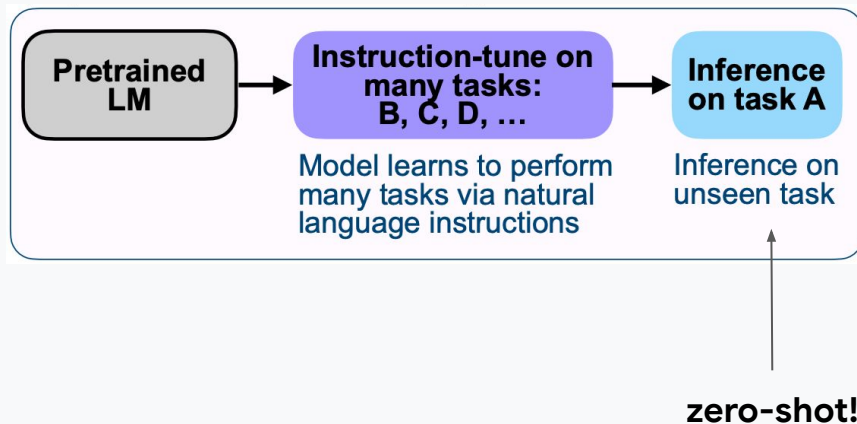 Pretrained
LM
Instruction-tune on
many tasks:
B, C, D, …
Inference
on task A
Model learns to perform
many tasks via natural
language instructions
Inference on
unseen task
zero-shot!